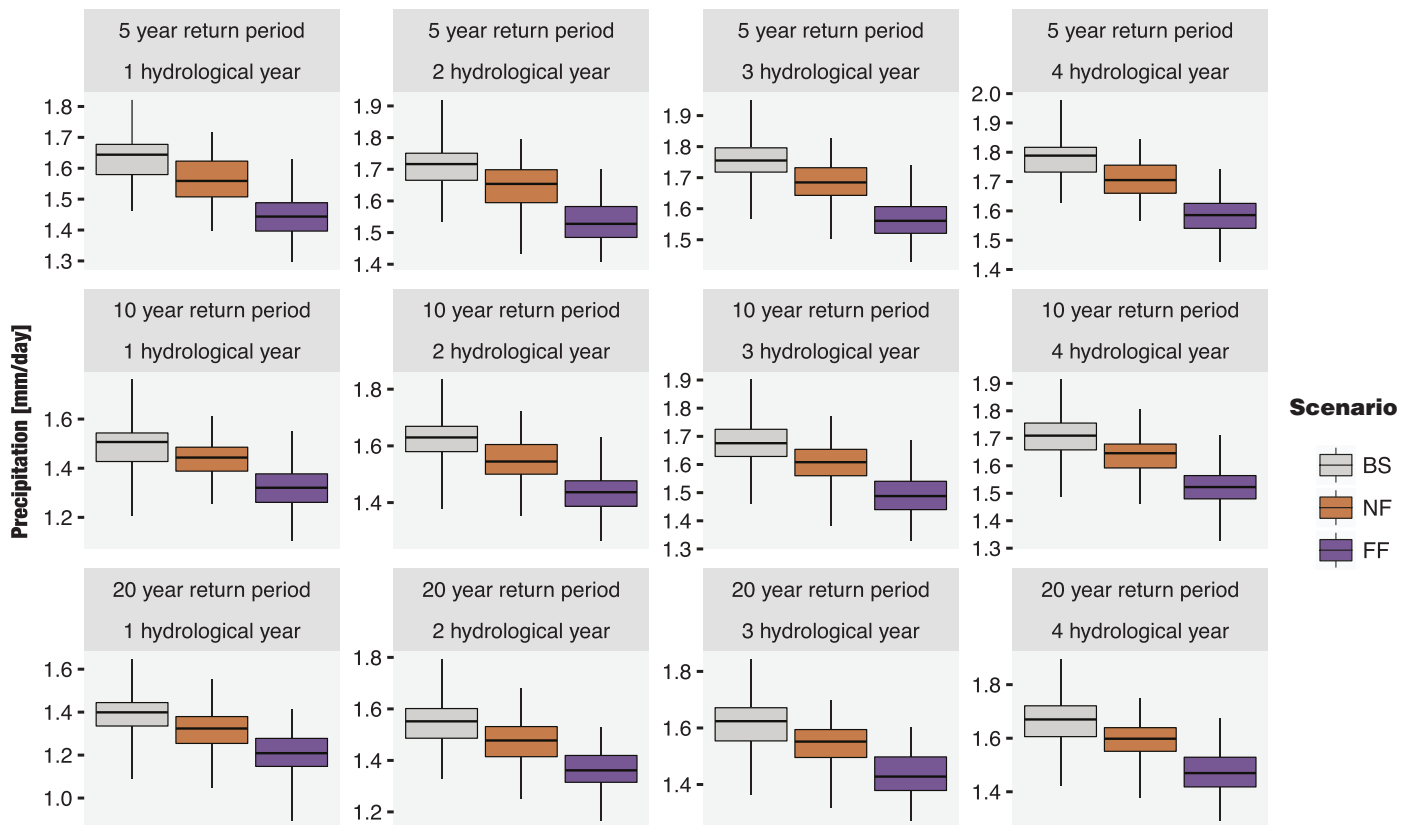 5 year return period
1 hydrological year
5 year return period
2 hydrological year
5 year return period
3 hydrological year
5 year return period
4 hydrological year
1.8
1.7
1.6
1.5
1.4
1.3
1.9
1.8
1.7
1.6
1.5
1.4
1.9
1.8
1.7
1.6
1.5
2.0
1.9
1.8
1.7
1.6
1.5
1.4
Precipitation [mm/day]
10 year return period
1 hydrological year
10 year return period
2 hydrological year
10 year return period
3 hydrological year
10 year return period
4 hydrological year
1.6
1.4
1.2
1.8
1.6
1.4
1.9
1.8
1.7
1.6
1.5
1.4
1.3
1.9
1.8
1.7
1.6
1.5
1.4
1.3
20 year return period
1 hydrological year
20 year return period
2 hydrological year
20 year return period
3 hydrological year
20 year return period
4 hydrological year
1.6
1.4
1.2
1.0
1.8
1.6
1.4
1.2
1.8
1.6
1.4
1.8
1.6
1.4
Scenario
BS
NF
FF